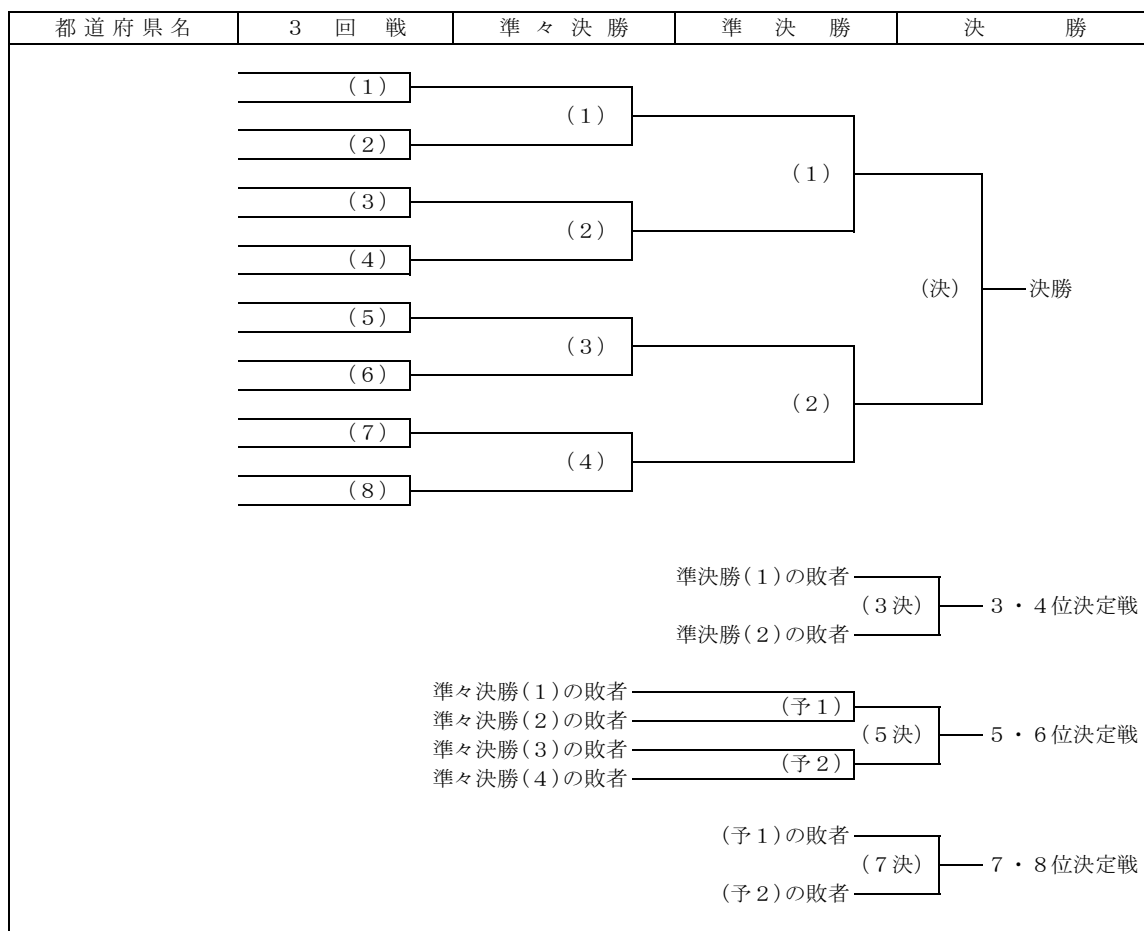 都道府県名 3回戦 準々決勝 準決勝 決勝
(1)
(1)
(2)
(1)
(3)
(2)
(4)
(決) 決勝
(5)
(3)
(6)
(2)
(7)
(4)
(8)
準決勝(1)の敗者
(3決) 3・4位決定戦
準決勝(2)の敗者
準々決勝(1)の敗者
(予1)
準々決勝(2)の敗者
(5決) 5・6位決定戦
準々決勝(3)の敗者
(予2)
準々決勝(4)の敗者
(予1)の敗者
(7決) 7・8位決定戦
(予2)の敗者